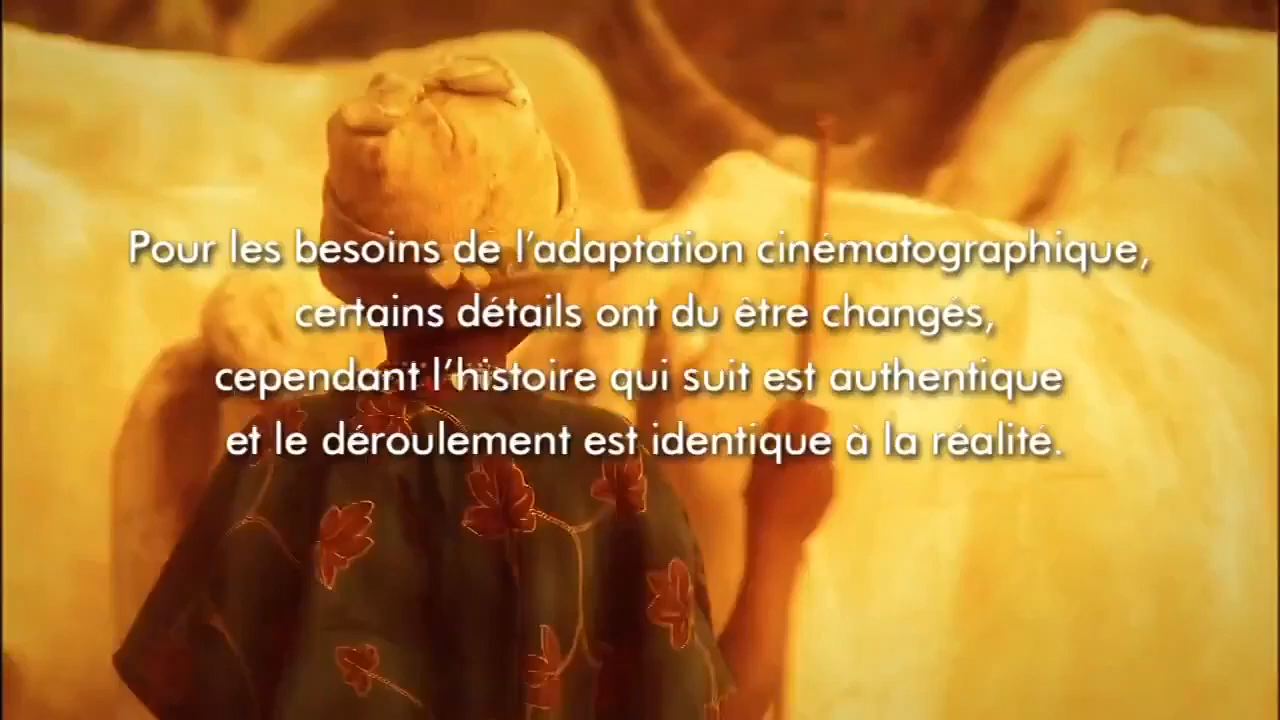 Pour les besoins de l'adaptation cinématographique,
certains détails ont du être changés,
cependant l'histoire qui suit est authentique
et le déroulement est identique à la réalité.